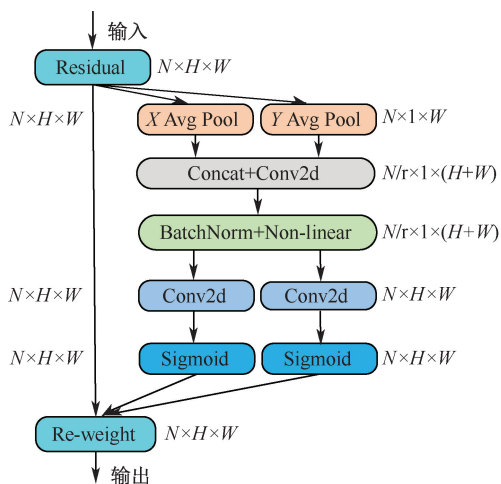 输入
Residual N×H×W
N×H×W X Avg Pool Y Avg Pool N×1×W
Concat+Conv2d N/r×1×(H+W)
BatchNorm+Non-linear N/r×1×(H+W)
N×H×W Conv2d Conv2d N×H×W
N×H×W Sigmoid Sigmoid N×H×W
Re-weight N×H×W
输出